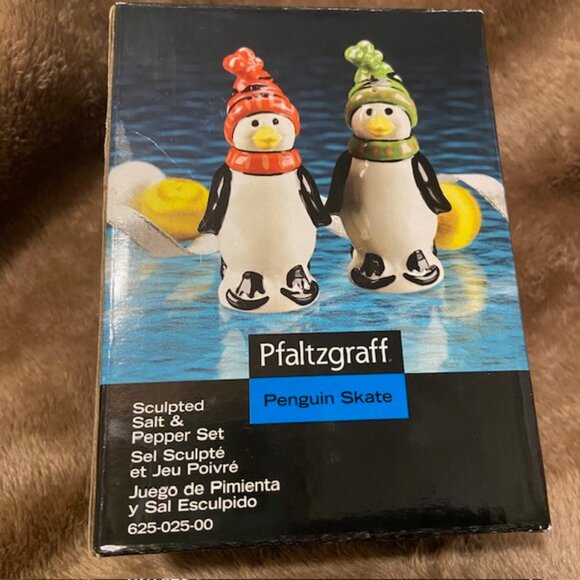 Pfaltzgraff
Penguin Skate
Sculpted
Salt &
Pepper Set
Sel Sculpté
et Jeu Poivré
Juego de Pimienta
y Sal Esculpido
625-025-00